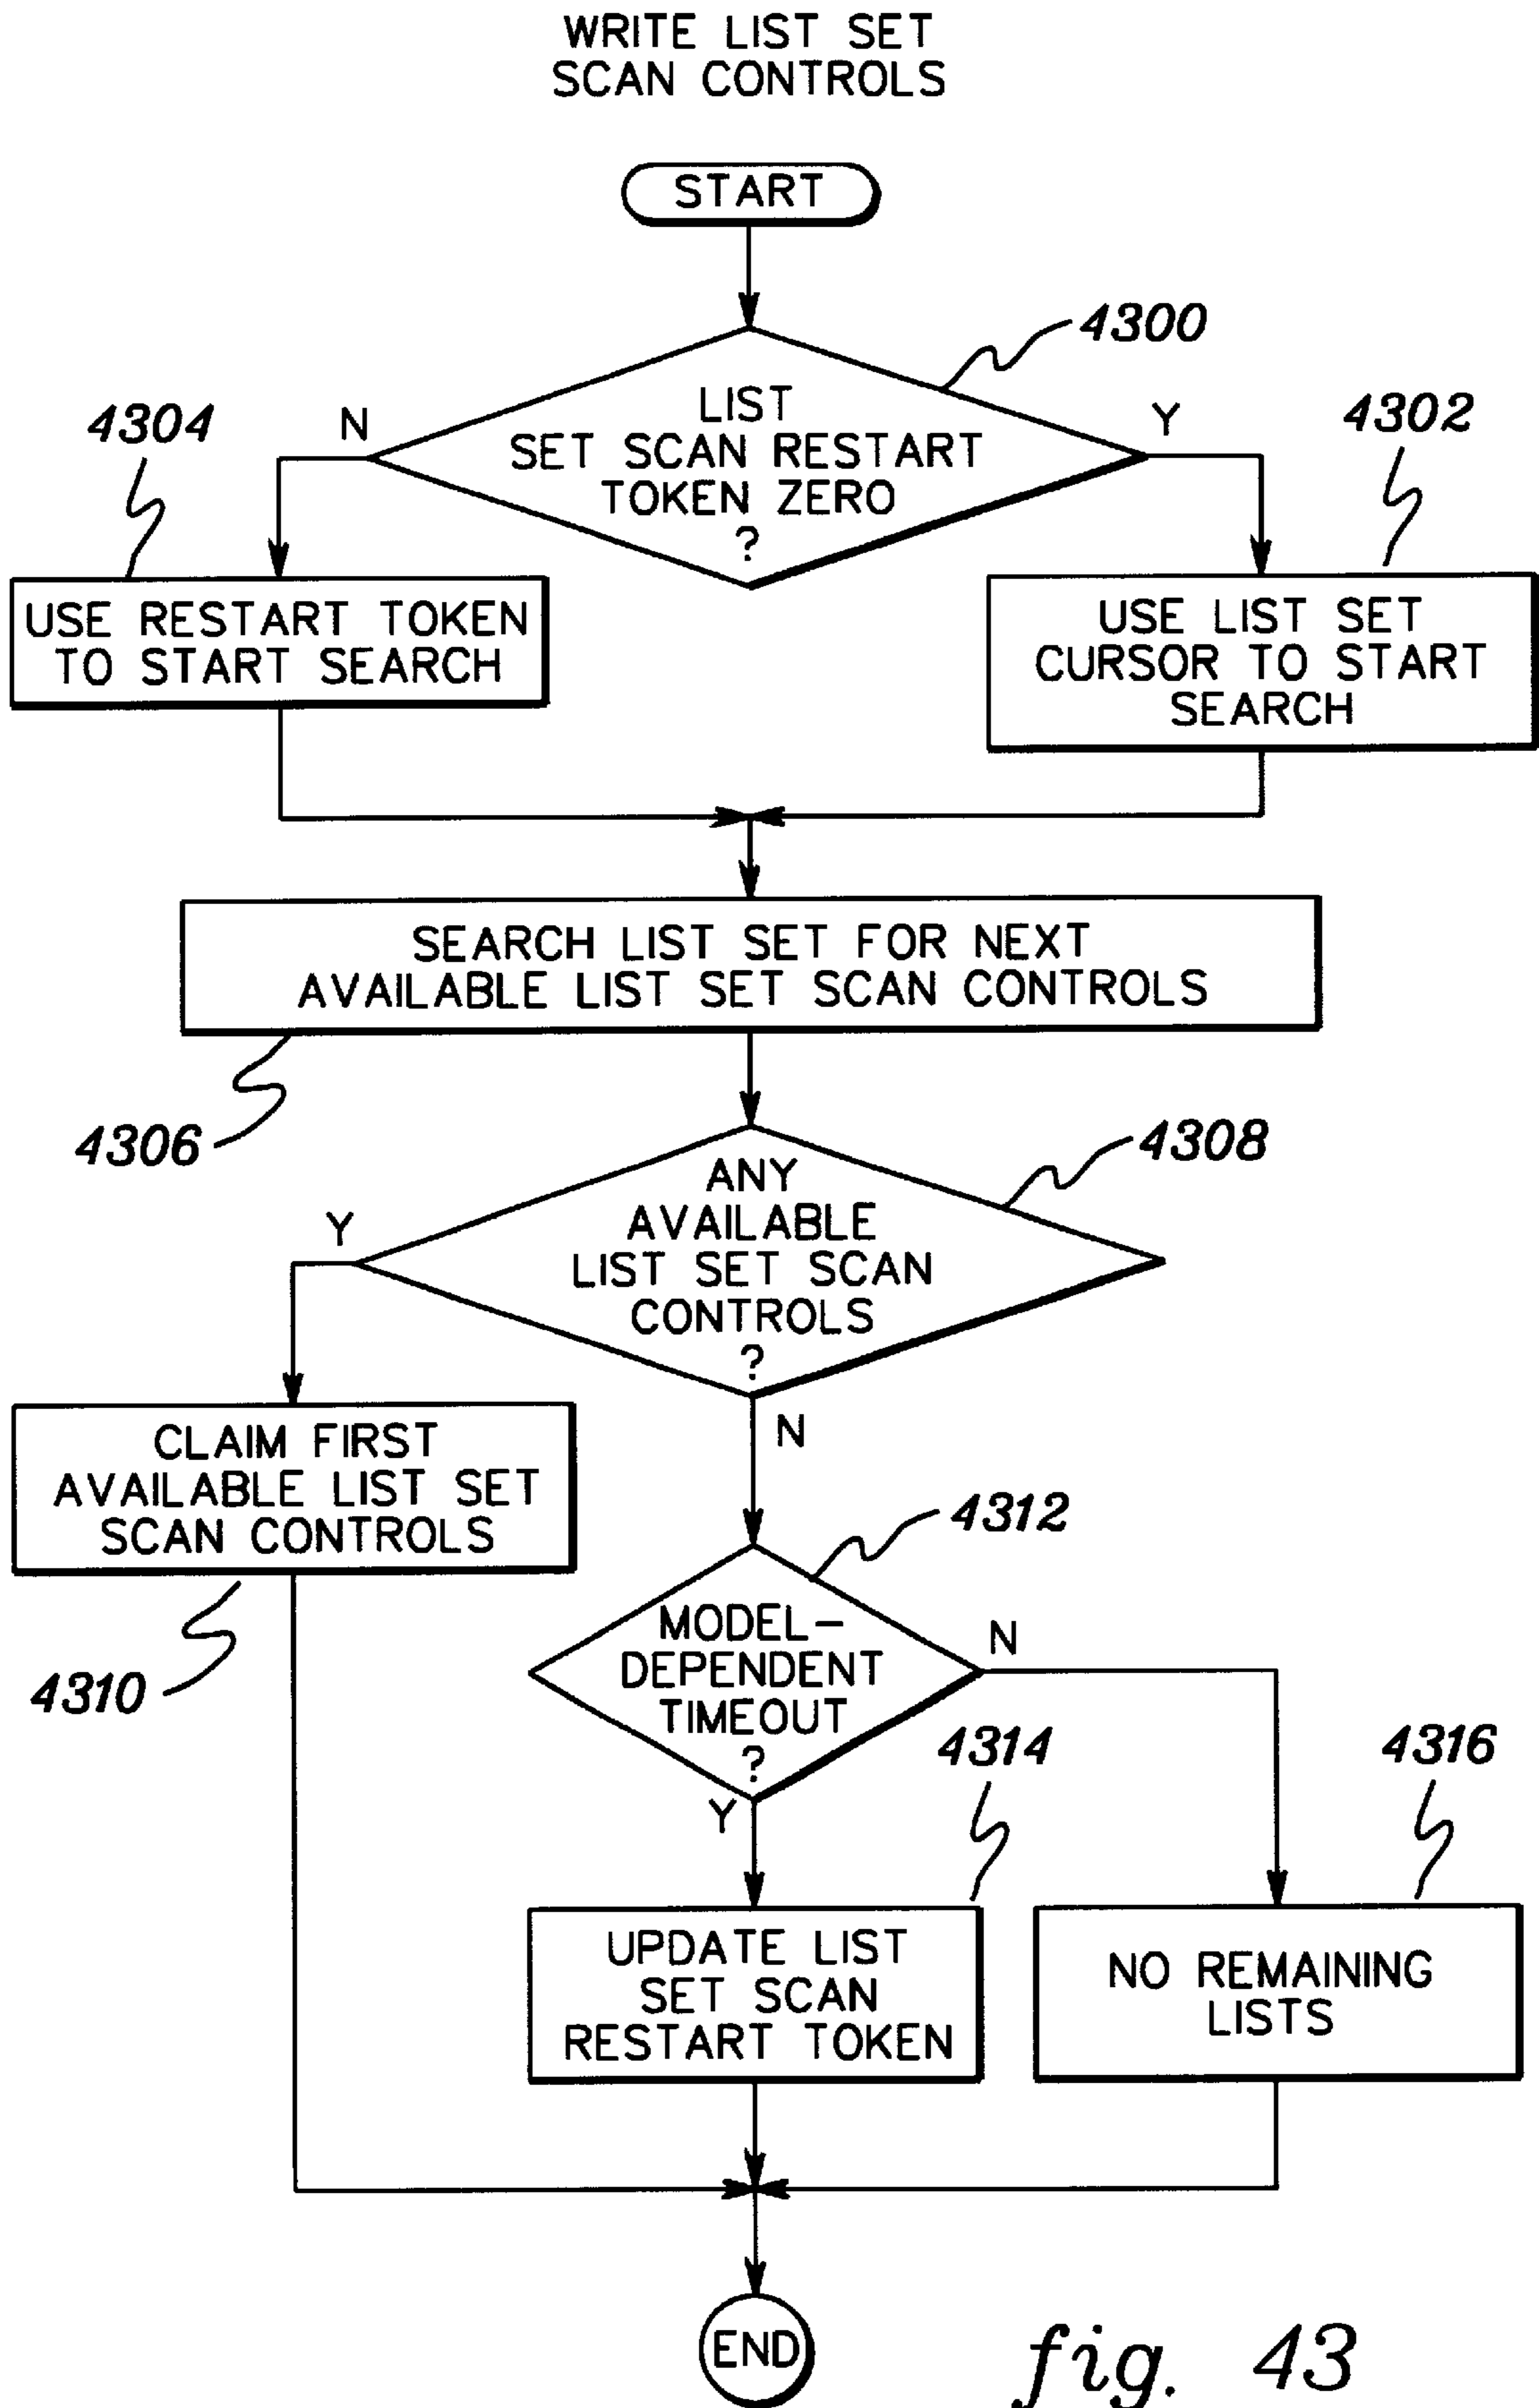 WRITE LIST SET
SCAN CONTROLS
START
4300
LIST
SET SCAN RESTART
TOKEN ZERO
?
N
Y
4304
4302
USE RESTART TOKEN
TO START SEARCH
USE LIST SET
CURSOR TO START
SEARCH
SEARCH LIST SET FOR NEXT
AVAILABLE LIST SET SCAN CONTROLS
4306
4308
ANY
AVAILABLE
LIST SET SCAN
CONTROLS
?
Y
N
CLAIM FIRST
AVAILABLE LIST SET
SCAN CONTROLS
4310
4312
MODEL-
DEPENDENT
TIMEOUT
?
N
Y
4314
4316
UPDATE LIST
SET SCAN
RESTART TOKEN
NO REMAINING
LISTS
END
fig. 43